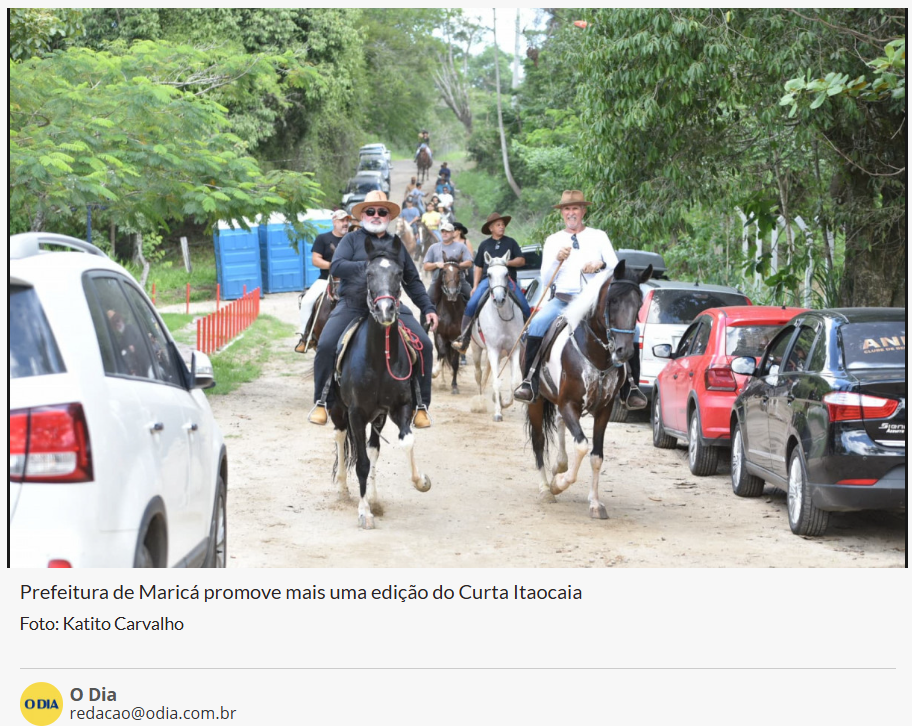 Siena
Prefeitura de Maricá promove mais uma edição do Curta Itaocaia
Foto: Katito Carvalho
O DIA
O Dia
redacao@odia.com.br